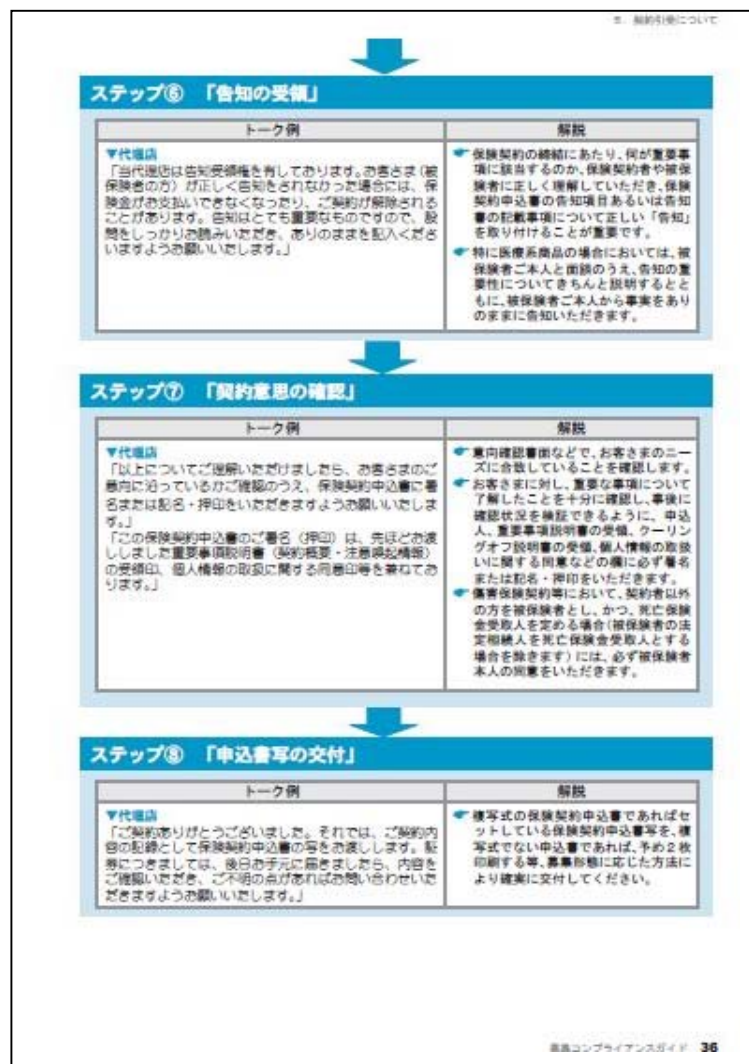 5. 契約引受について
ステップ⑥ 「告知の受領」
トーク例
▼代理店
「当代理店は告知受領権を有しております。お客さま(被
保険者の方)が正しく告知をされなかった場合には、保
険金がお支払いできなくなったり、ご契約が解除される
ことがあります。告知はとても重要なものですので、設
問をしっかりお読みいただき、ありのままを記入くださ
いますようお願いいたします。」
解説
保険契約の締結にあたり、何が重要事
項に該当するのか、保険契約者や被保
険者に正しく理解していただき、保険
契約申込書の告知項目あるいは告知
書の記載事項について正しい「告知」
を取り付けることが重要です。
特に医療系商品の場合においては、被
保険者ご本人と面談のうえ、告知の重
要性についてきちんと説明するとと
もに、被保険者ご本人から事実をあり
のままに告知いただきます。
ステップ⑦ 「契約意思の確認」
トーク例
▼代理店
「以上についてご理解いただけましたら、お客さまのご
意向に沿っているかご確認のうえ、保険契約申込書に署
名または記名・押印をいただきますようお願いいたしま
す。」
「この保険契約申込書のご署名(押印)は、先ほどお渡
ししました重要事項説明書(契約概要・注意喚起情報)
の受領印、個人情報の取扱に関する同意印等を兼ねてお
ります。」
解説
意向確認書面などで、お客さまのニー
ズに合致していることを確認します。
お客さまに対し、重要な事項について
了解したことを十分に確認し、事後に
確認状況を検証できるように、申込
人、重要事項説明書の受領、クーリン
グオフ説明書の受領、個人情報の取扱
いに関する同意などの欄に必ず署名
または記名・押印をいただきます。
傷害保険契約等において、契約者以外
の方を被保険者とし、かつ、死亡保険
金受取人を定める場合(被保険者の法
定相続人を死亡保険金受取人とする
場合を除きます)には、必ず被保険者
本人の同意をいただきます。
ステップ⑧ 「申込書写の交付」
トーク例
▼代理店
「ご契約ありがとうございました。それでは、ご契約内
容の記録として保険契約申込書の写をお渡しします。証
券につきましては、後日お手元に届きましたら、内容を
ご確認いただき、ご不明の点があればお問い合わせいた
だきますようお願いいたします。」
解説
複写式の保険契約申込書であればセ
ットしている保険契約申込書写を、複
写式でない申込書であれば、予め2枚
印刷する等、募集形態に応じた方法に
より確実に交付してください。
募集コンプライアンスガイド 36